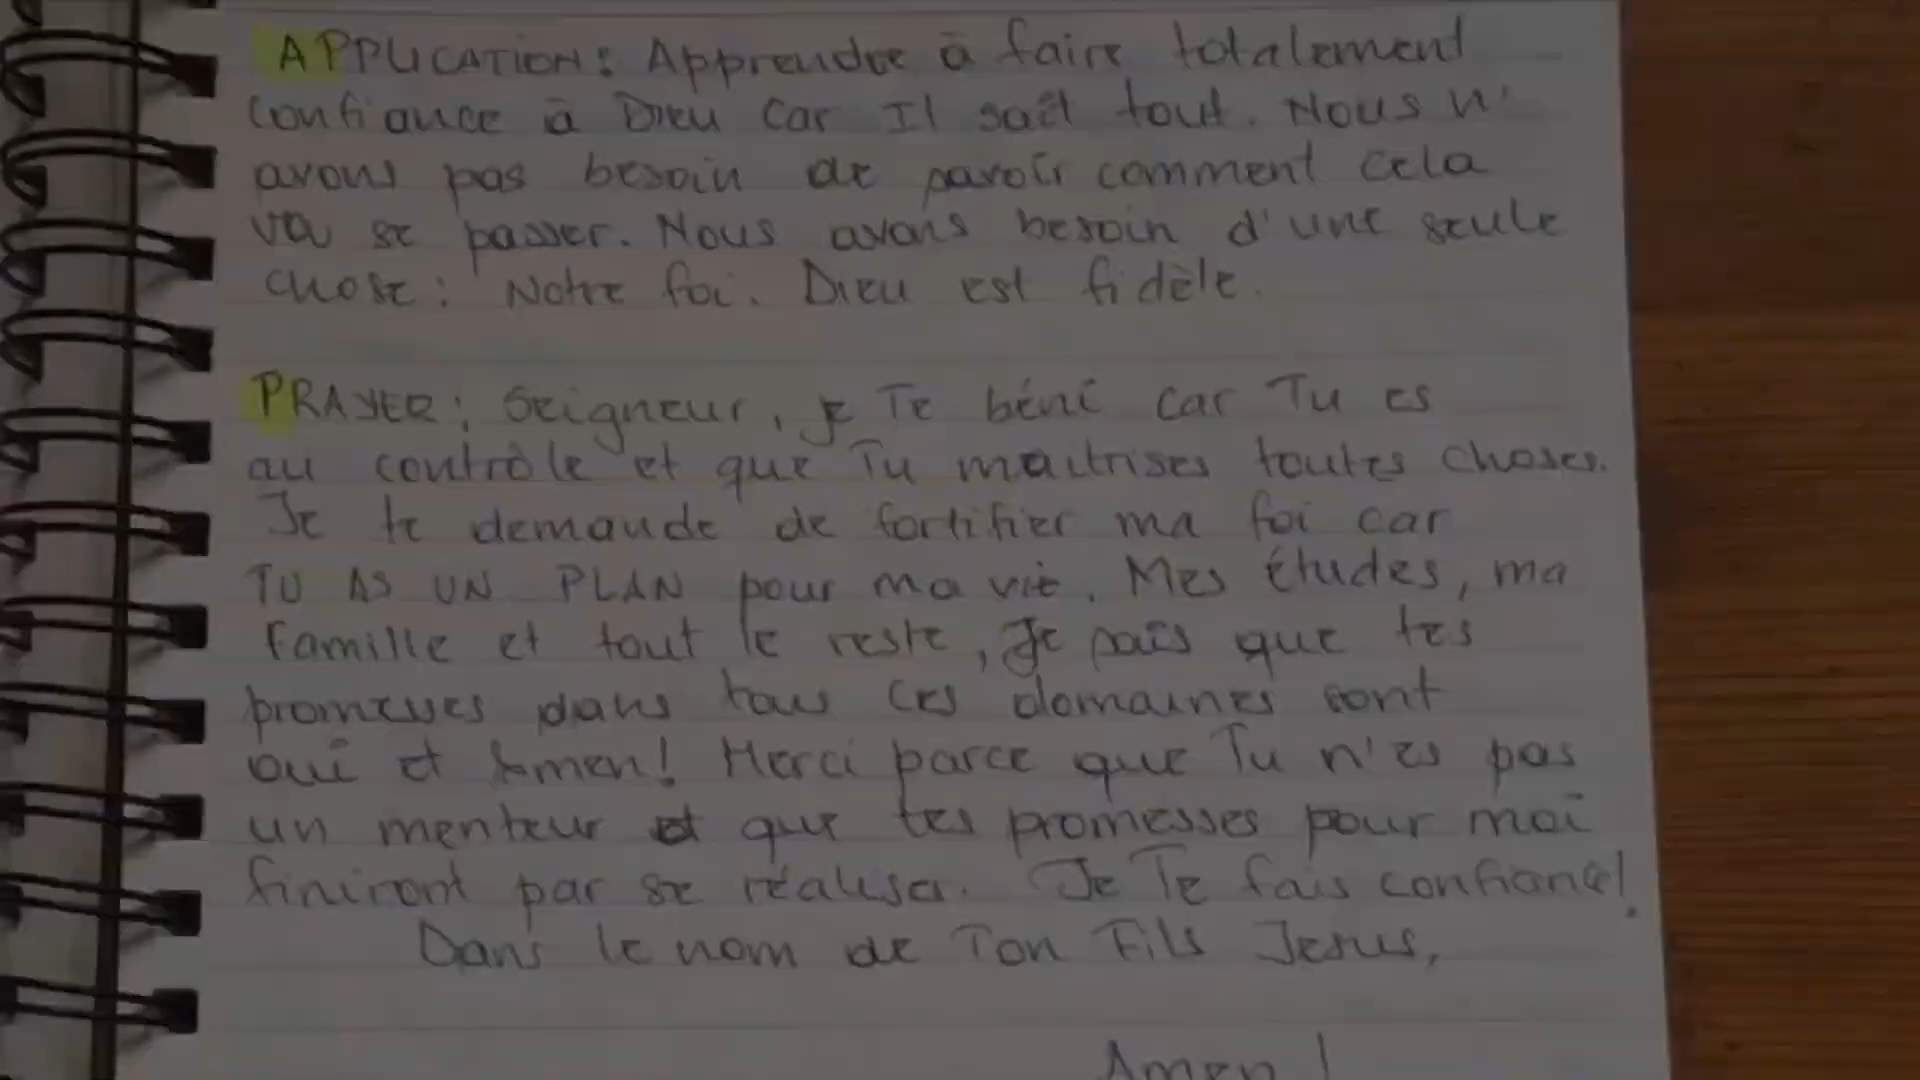 APPLICATION: Apprendre à faire totalement
confiance à Dieu car Il sait tout. Nous n'
avons pas besoin de savoir comment cela
va se passer. Nous avons besoin d'une seule
chose: Notre foi. Dieu est fidèle.
PRAYER: Seigneur, je Te béni car Tu es
au contrôle et que Tu maitrises toutes choses.
Je te demande de fortifier ma foi car
TU AS UN PLAN pour ma vie. Mes études, ma
famille et tout le reste, Je sais que tes
promesses dans tous ces domaines sont
oui et Amen! Merci parce que Tu n'es pas
un menteur et que tes promesses pour moi
finiront par se réaliser. Je Te fais confiance!
Dans le nom de Ton Fils Jesus,
Amen!